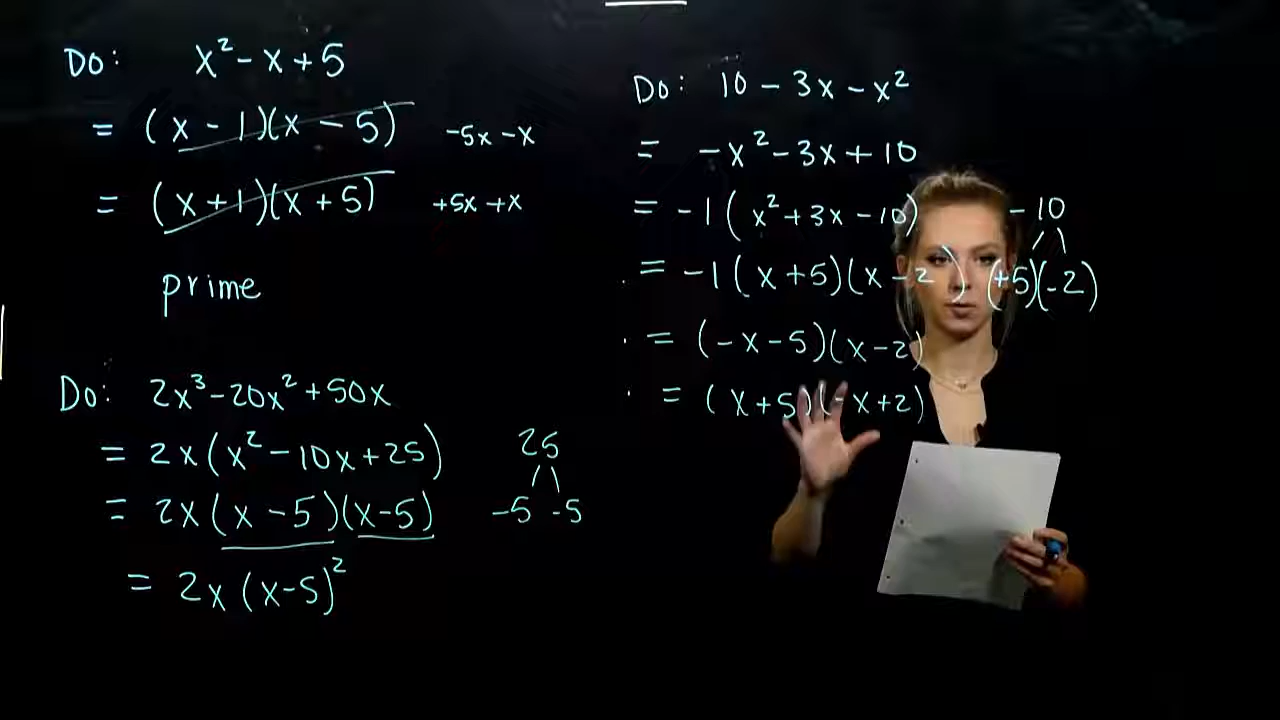 Do: x² - x + 5
= (x - 1)(x - 5) -5x - x
= (x + 1)(x + 5) +5x + x
prime
Do: 2x³ - 20x² + 50x
= 2x(x² - 10x + 25) 25
= 2x(x - 5)(x - 5) -5 -5
= 2x(x - 5)²
Do: 10 - 3x - x²
= -x² - 3x + 10
= -1(x² + 3x - 10) -10
= -1(x + 5)(x - 2) (+5)(-2)
= (-x - 5)(x - 2)
= (x + 5)(-x + 2)